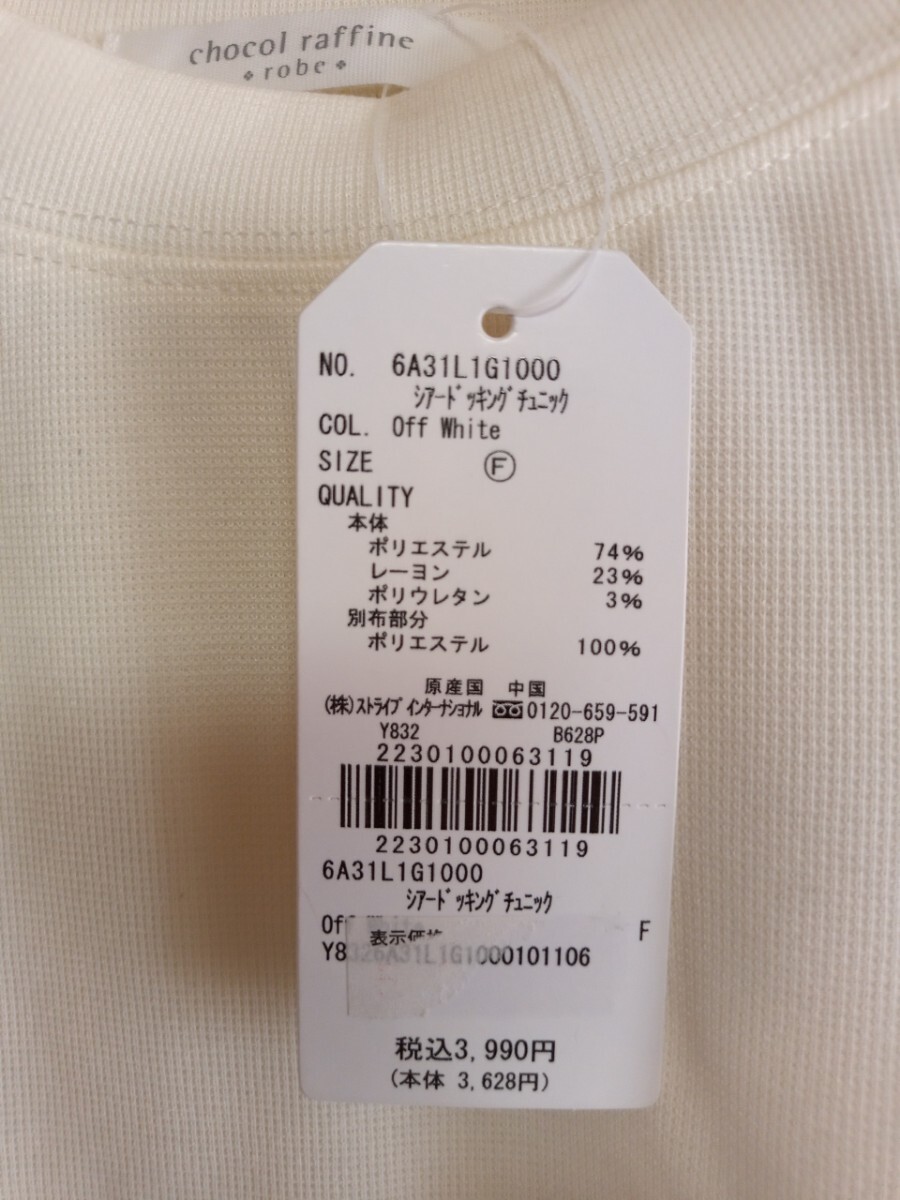 chocol raffine
robe
NO. 6A31L1G1000
ｼｱｰﾄﾞｯｷﾝｸﾞﾁｭﾆｯｸ
COL. Off White
SIZE Ⓕ
QUALITY
本体
ポリエステル 74%
レーヨン 23%
ポリウレタン 3%
別布部分
ポリエステル 100%
原産国 中国
(株)ｽﾄﾗｲﾌﾟｲﾝﾀｰﾅｼｮﾅﾙ 0120-659-591
Y832 B628P
2230100063119
2230100063119
6A31L1G1000
ｼｱｰﾄﾞｯｷﾝｸﾞﾁｭﾆｯｸ
Off White F
表示価格
Y8326A31L1G1000101106
税込3,990円
(本体 3,628円)